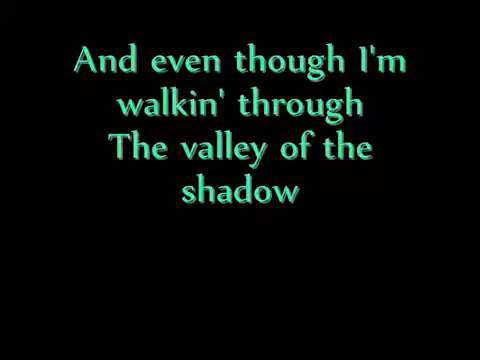 And even though I'm
walkin' through
The valley of the
shadow